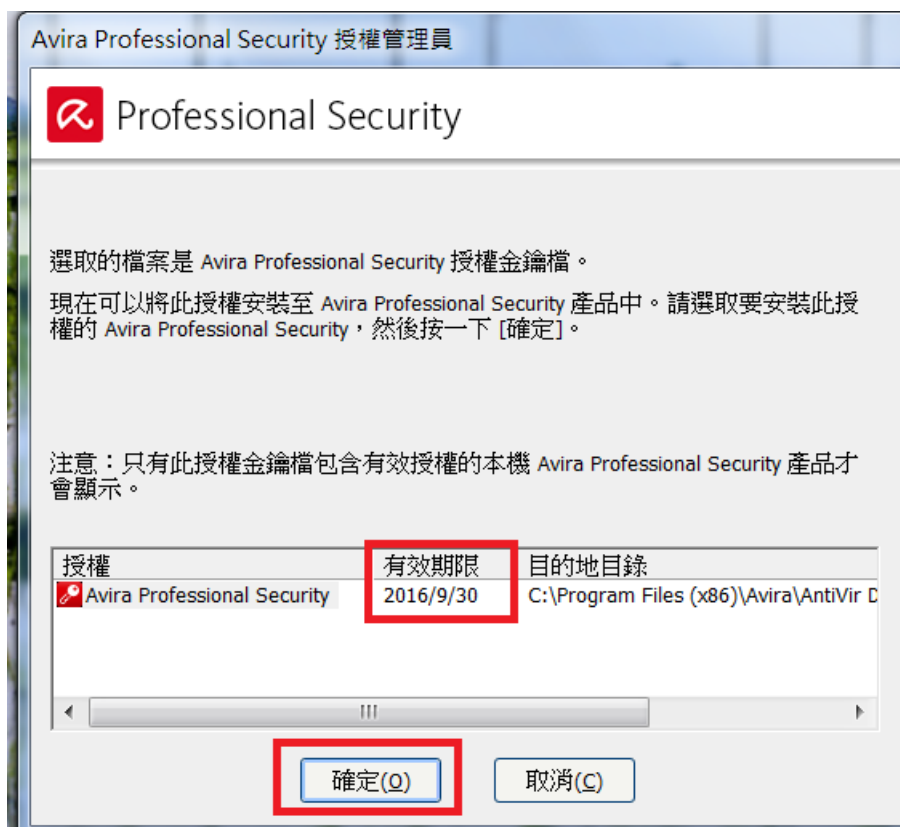 Avira Professional Security 授權管理員
Professional Security
選取的檔案是 Avira Professional Security 授權金鑰檔。
現在可以將此授權安裝至 Avira Professional Security 產品中。請選取要安裝此授
權的 Avira Professional Security，然後按一下 [確定]。
注意：只有此授權金鑰檔包含有效授權的本機 Avira Professional Security 產品才
會顯示。
授權 有效期限 目的地目錄
Avira Professional Security 2016/9/30 C:\Program Files (x86)\Avira\AntiVir D
確定(O) 取消(C)